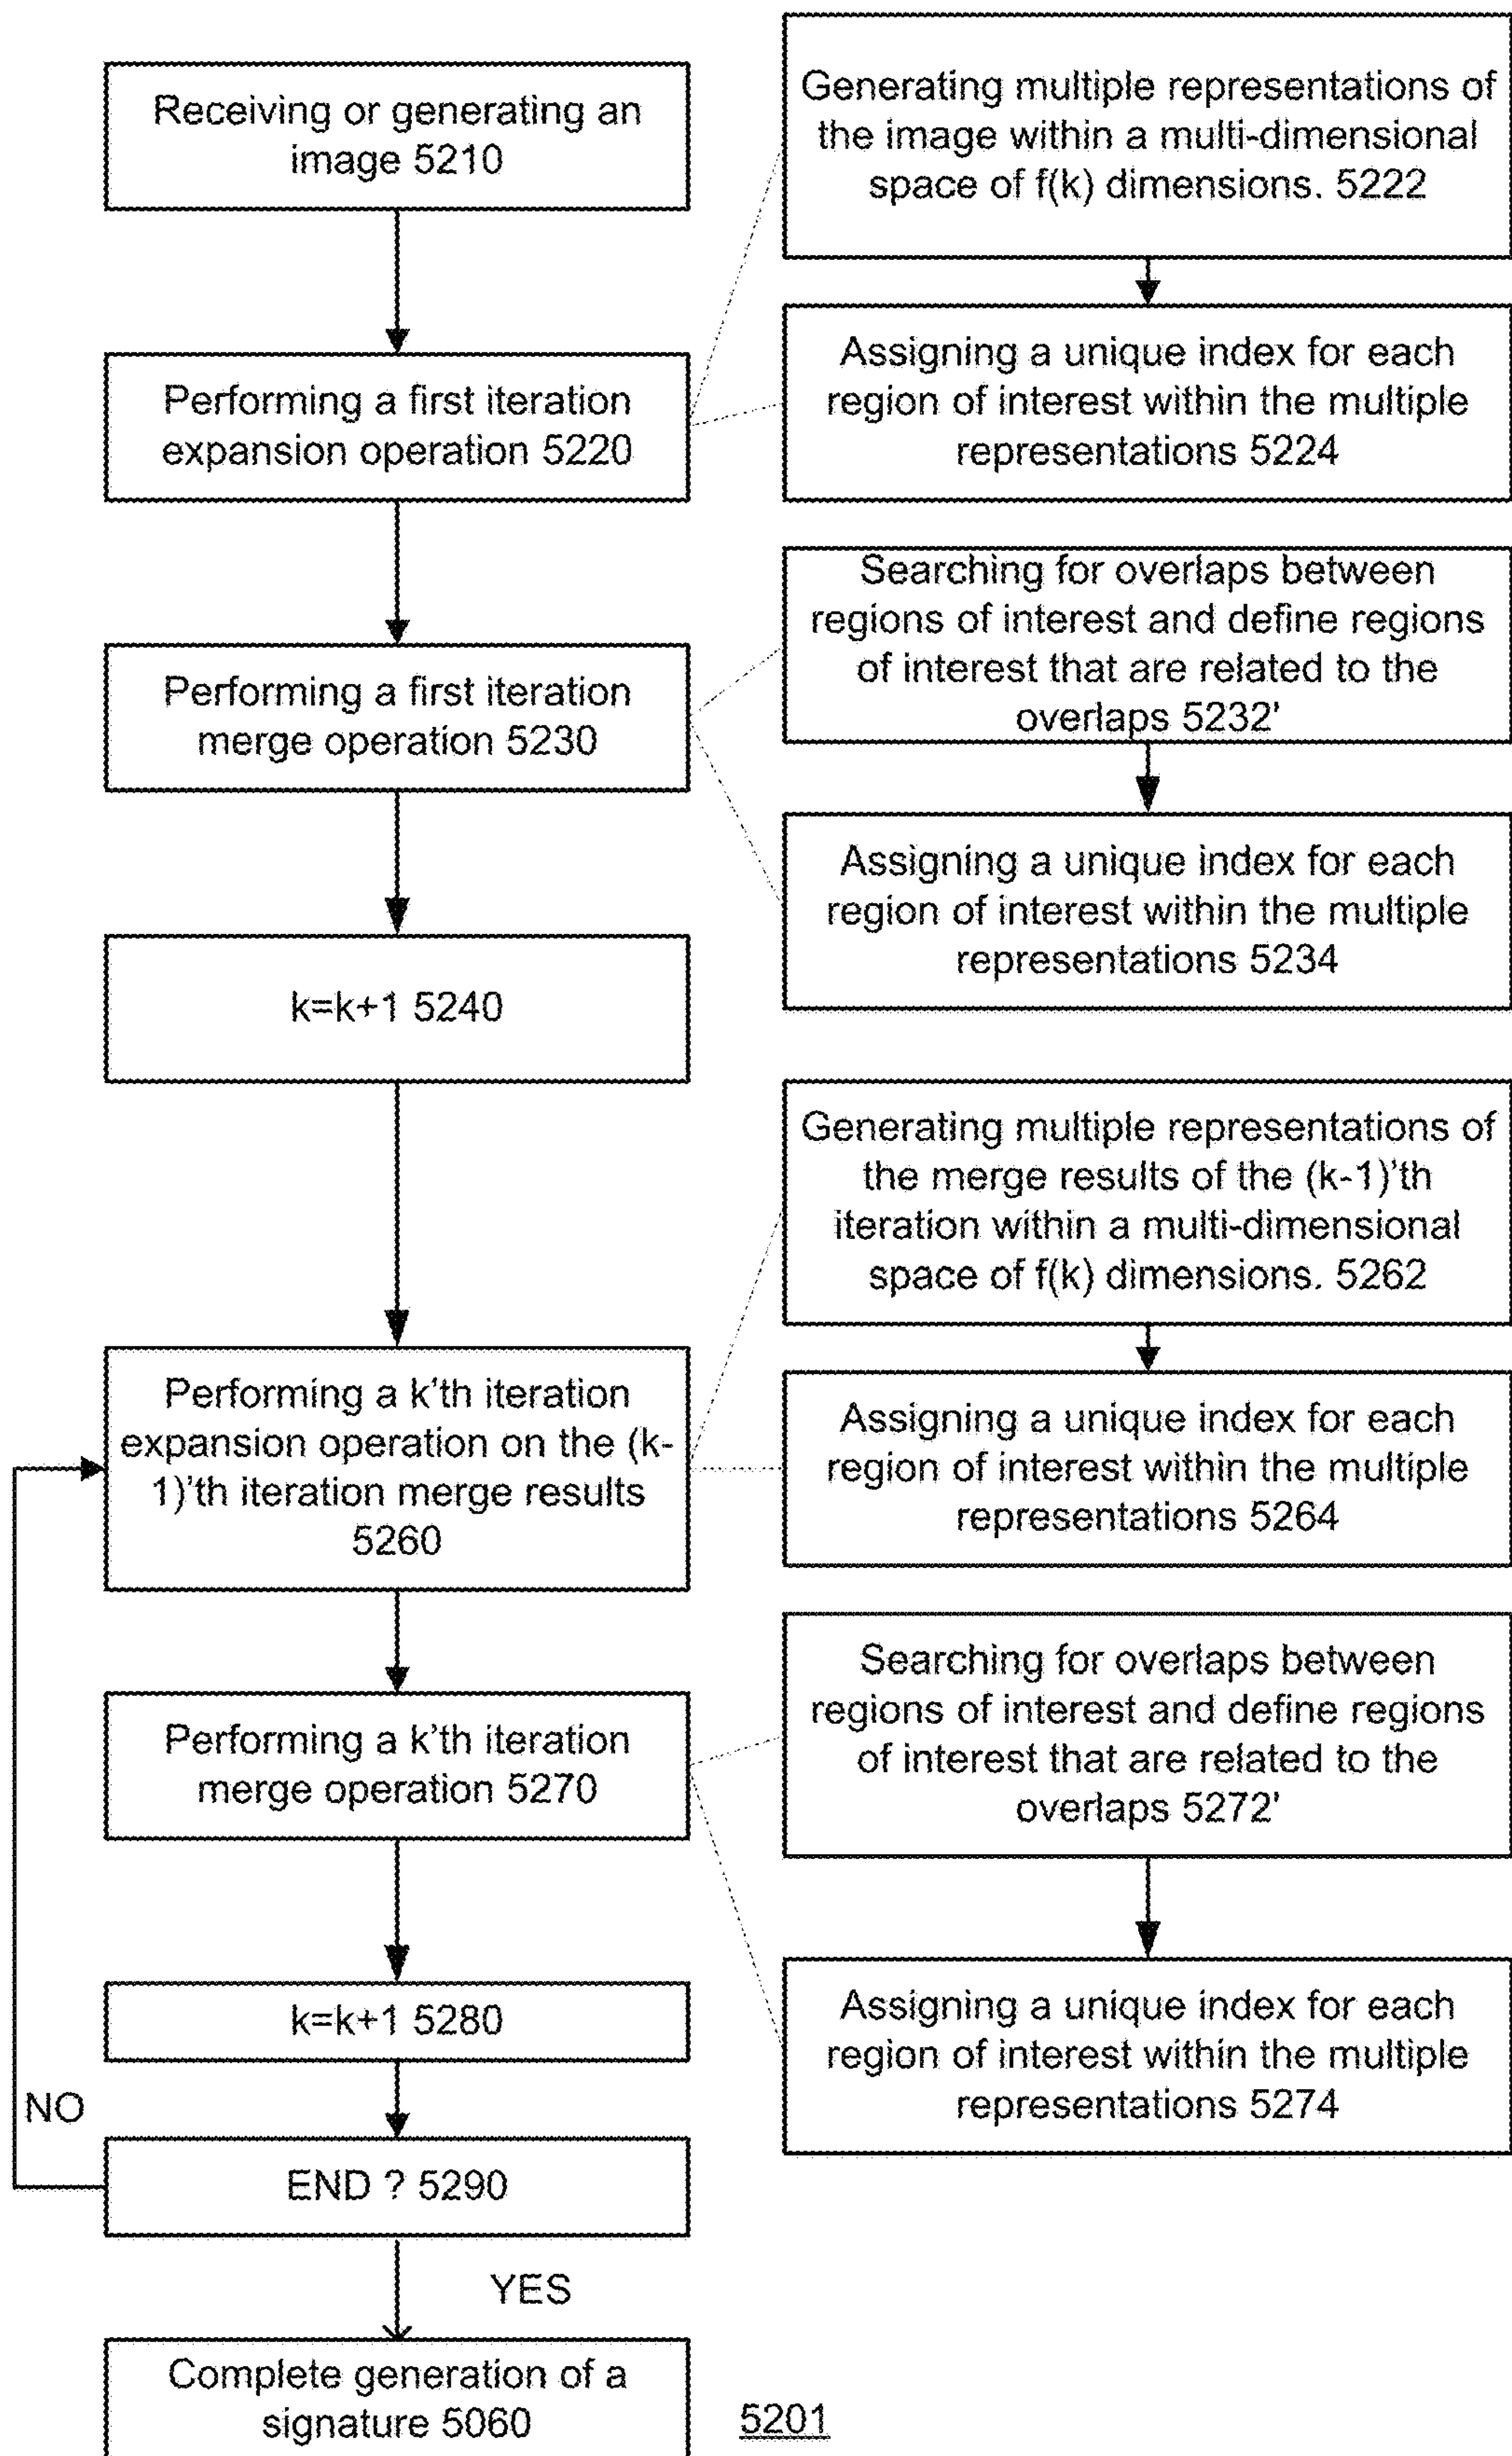 Receiving or generating an
image 5210
Generating multiple representations of
the image within a multi-dimensional
space of f(k) dimensions. 5222
Performing a first iteration
expansion operation 5220
Assigning a unique index for each
region of interest within the multiple
representations 5224
Searching for overlaps between
regions of interest and define regions
of interest that are related to the
overlaps 5232'
Performing a first iteration
merge operation 5230
Assigning a unique index for each
region of interest within the multiple
representations 5234
k=k+1 5240
Generating multiple representations of
the merge results of the (k-1)'th
iteration within a multi-dimensional
space of f(k) dimensions. 5262
Performing a k'th iteration
expansion operation on the (k-
1)'th iteration merge results
5260
Assigning a unique index for each
region of interest within the multiple
representations 5264
Searching for overlaps between
regions of interest and define regions
of interest that are related to the
overlaps 5272'
Performing a k'th iteration
merge operation 5270
Assigning a unique index for each
region of interest within the multiple
representations 5274
k=k+1 5280
NO
END ? 5290
YES
Complete generation of a
signature 5060
5201